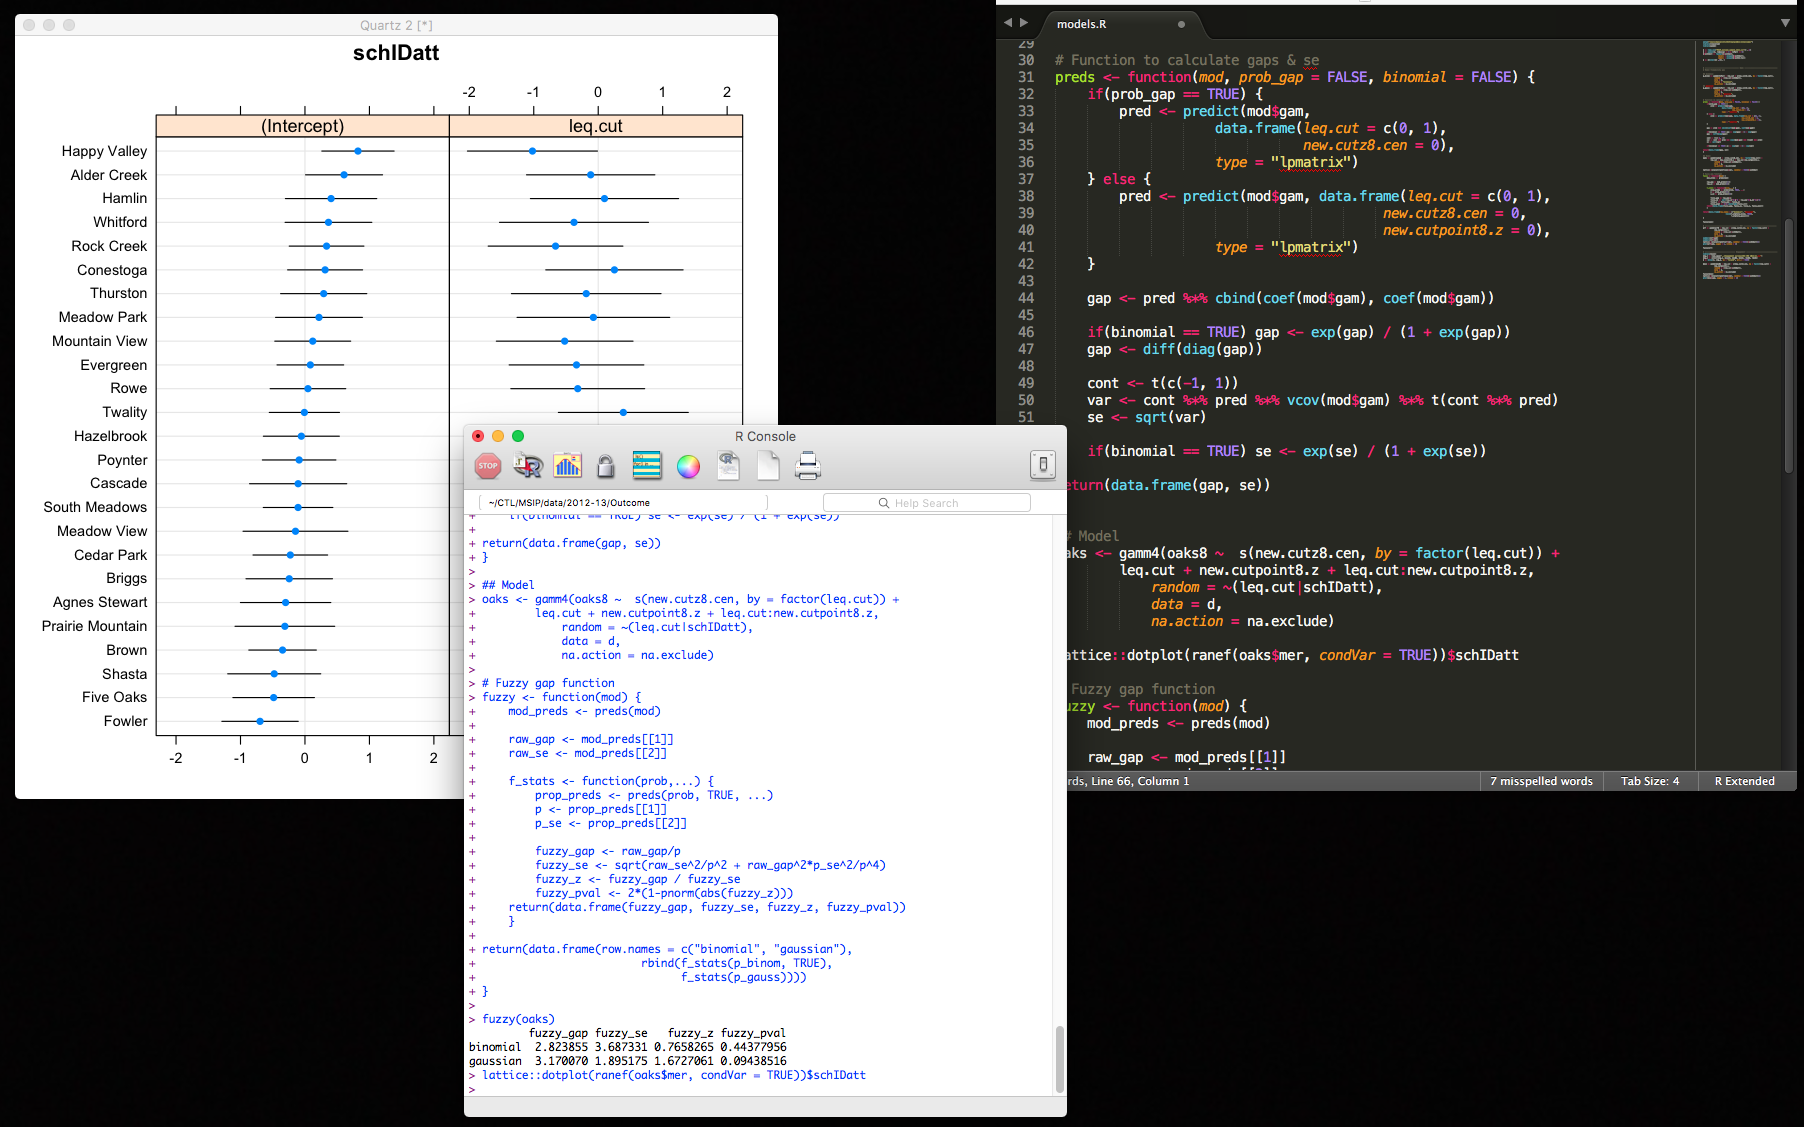 Quartz 2 [*]
schIDatt
-2 -1 0 1 2
(Intercept) leq.cut
Happy Valley
Alder Creek
Hamlin
Whitford
Rock Creek
Conestoga
Thurston
Meadow Park
Mountain View
Evergreen
Rowe
Twality
Hazelbrook
Poynter
Cascade
South Meadows
Meadow View
Cedar Park
Briggs
Agnes Stewart
Prairie Mountain
Brown
Shasta
Five Oaks
Fowler
-2 -1 0 1 2
R Console
STOP
~/CTL/MSIP/data/2012-13/Outcome
Help Search
+     if(binomial == TRUE) se <- exp(se) / (1 + exp(se))
+
+ return(data.frame(gap, se))
+ }
>
> ## Model
> oaks <- gamm4(oaks8 ~  s(new.cutz8.cen, by = factor(leq.cut)) +
+         leq.cut + new.cutpoint8.z + leq.cut:new.cutpoint8.z,
+             random = ~(leq.cut|schIDatt),
+             data = d,
+             na.action = na.exclude)
>
> # Fuzzy gap function
> fuzzy <- function(mod) {
+     mod_preds <- preds(mod)
+
+     raw_gap <- mod_preds[[1]]
+     raw_se <- mod_preds[[2]]
+
+     f_stats <- function(prob,...) {
+         prop_preds <- preds(prob, TRUE, ...)
+         p <- prop_preds[[1]]
+         p_se <- prop_preds[[2]]
+
+         fuzzy_gap <- raw_gap/p
+         fuzzy_se <- sqrt(raw_se^2/p^2 + raw_gap^2*p_se^2/p^4)
+         fuzzy_z <- fuzzy_gap / fuzzy_se
+         fuzzy_pval <- 2*(1-pnorm(abs(fuzzy_z)))
+     return(data.frame(fuzzy_gap, fuzzy_se, fuzzy_z, fuzzy_pval))
+     }
+
+ return(data.frame(row.names = c("binomial", "gaussian"),
+                         rbind(f_stats(p_binom, TRUE),
+                               f_stats(p_gauss))))
+ }
>
> fuzzy(oaks)
fuzzy_gap fuzzy_se   fuzzy_z fuzzy_pval
binomial  2.823855 3.687331 0.7658265 0.44377956
gaussian  3.170070 1.895175 1.6727061 0.09438516
> lattice::dotplot(ranef(oaks$mer, condVar = TRUE))$schIDatt
>
models.R
29
30 # Function to calculate gaps & se
31 preds <- function(mod, prob_gap = FALSE, binomial = FALSE) {
32     if(prob_gap == TRUE) {
33         pred <- predict(mod$gam,
34                     data.frame(leq.cut = c(0, 1),
35                                new.cutz8.cen = 0),
36                     type = "lpmatrix")
37     } else {
38         pred <- predict(mod$gam, data.frame(leq.cut = c(0, 1),
39                                          new.cutz8.cen = 0,
40                                          new.cutpoint8.z = 0),
41                     type = "lpmatrix")
42     }
43
44     gap <- pred %*% cbind(coef(mod$gam), coef(mod$gam))
45
46     if(binomial == TRUE) gap <- exp(gap) / (1 + exp(gap))
47     gap <- diff(diag(gap))
48
49     cont <- t(c(-1, 1))
50     var <- cont %*% pred %*% vcov(mod$gam) %*% t(cont %*% pred)
51     se <- sqrt(var)
if(binomial == TRUE) se <- exp(se) / (1 + exp(se))
eturn(data.frame(gap, se))
# Model
aks <- gamm4(oaks8 ~  s(new.cutz8.cen, by = factor(leq.cut)) +
leq.cut + new.cutpoint8.z + leq.cut:new.cutpoint8.z,
random = ~(leq.cut|schIDatt),
data = d,
na.action = na.exclude)
attice::dotplot(ranef(oaks$mer, condVar = TRUE))$schIDatt
Fuzzy gap function
uzzy <- function(mod) {
mod_preds <- preds(mod)
raw_gap <- mod_preds[[1]]
rds, Line 66, Column 1 7 misspelled words Tab Size: 4 R Extended